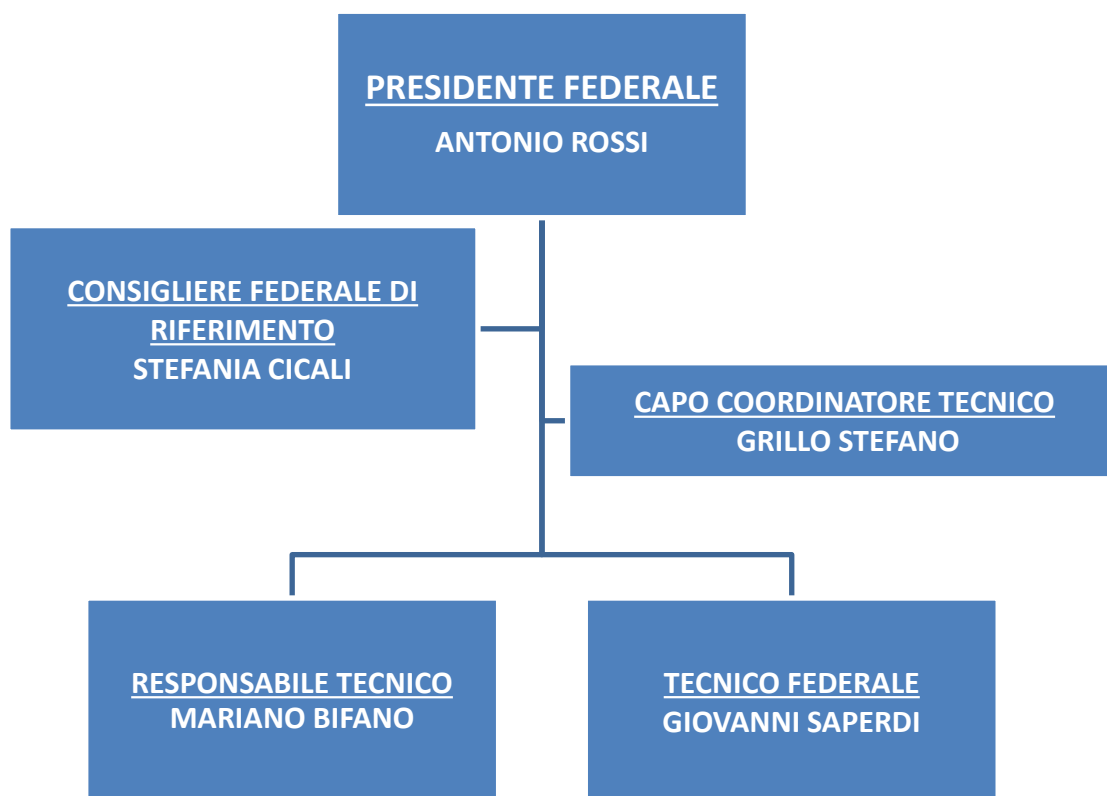 PRESIDENTE FEDERALE
ANTONIO ROSSI
CONSIGLIERE FEDERALE DI
RIFERIMENTO
STEFANIA CICALI
CAPO COORDINATORE TECNICO
GRILLO STEFANO
RESPONSABILE TECNICO
MARIANO BIFANO
TECNICO FEDERALE
GIOVANNI SAPERDI